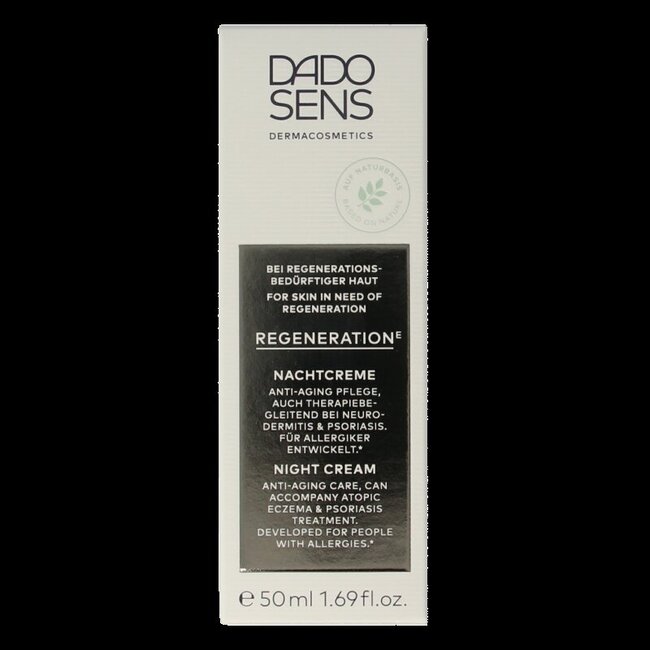 DADO
SENS
DERMACOSMETICS
AUF NATURBASIS
BASED ON NATURE
BEI REGENERATIONS-
BEDÜRFTIGER HAUT
FOR SKIN IN NEED OF
REGENERATION
REGENERATIONᴱ
NACHTCREME
ANTI-AGING PFLEGE,
AUCH THERAPIEBE-
GLEITEND BEI NEURO-
DERMITIS & PSORIASIS.
FÜR ALLERGIKER
ENTWICKELT.*
NIGHT CREAM
ANTI-AGING CARE, CAN
ACCOMPANY ATOPIC
ECZEMA & PSORIASIS
TREATMENT.
DEVELOPED FOR PEOPLE
WITH ALLERGIES.*
℮ 50 ml 1.69 fl.oz.